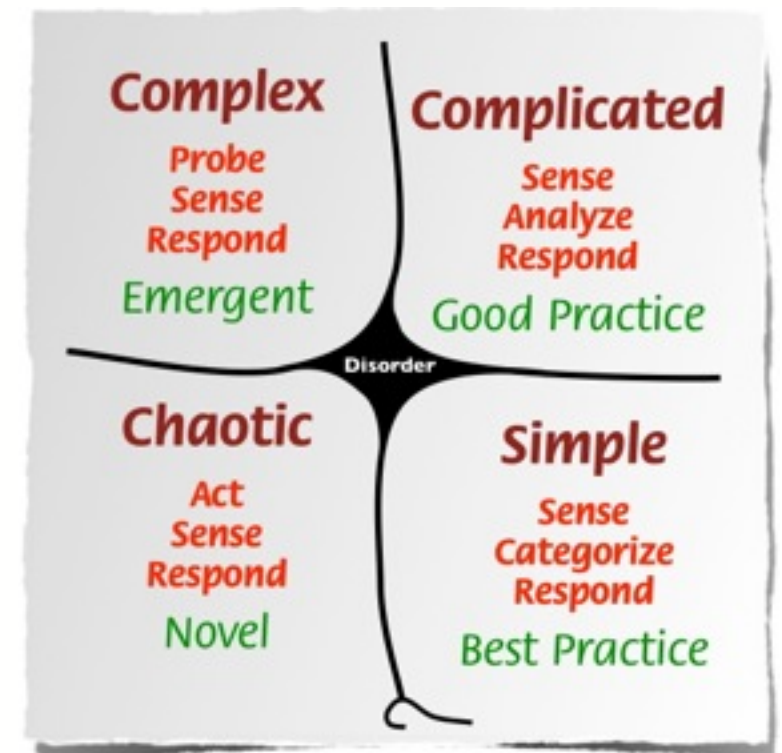 Complex
Probe
Sense
Respond
Emergent
Complicated
Sense
Analyze
Respond
Good Practice
Disorder
Chaotic
Act
Sense
Respond
Novel
Simple
Sense
Categorize
Respond
Best Practice